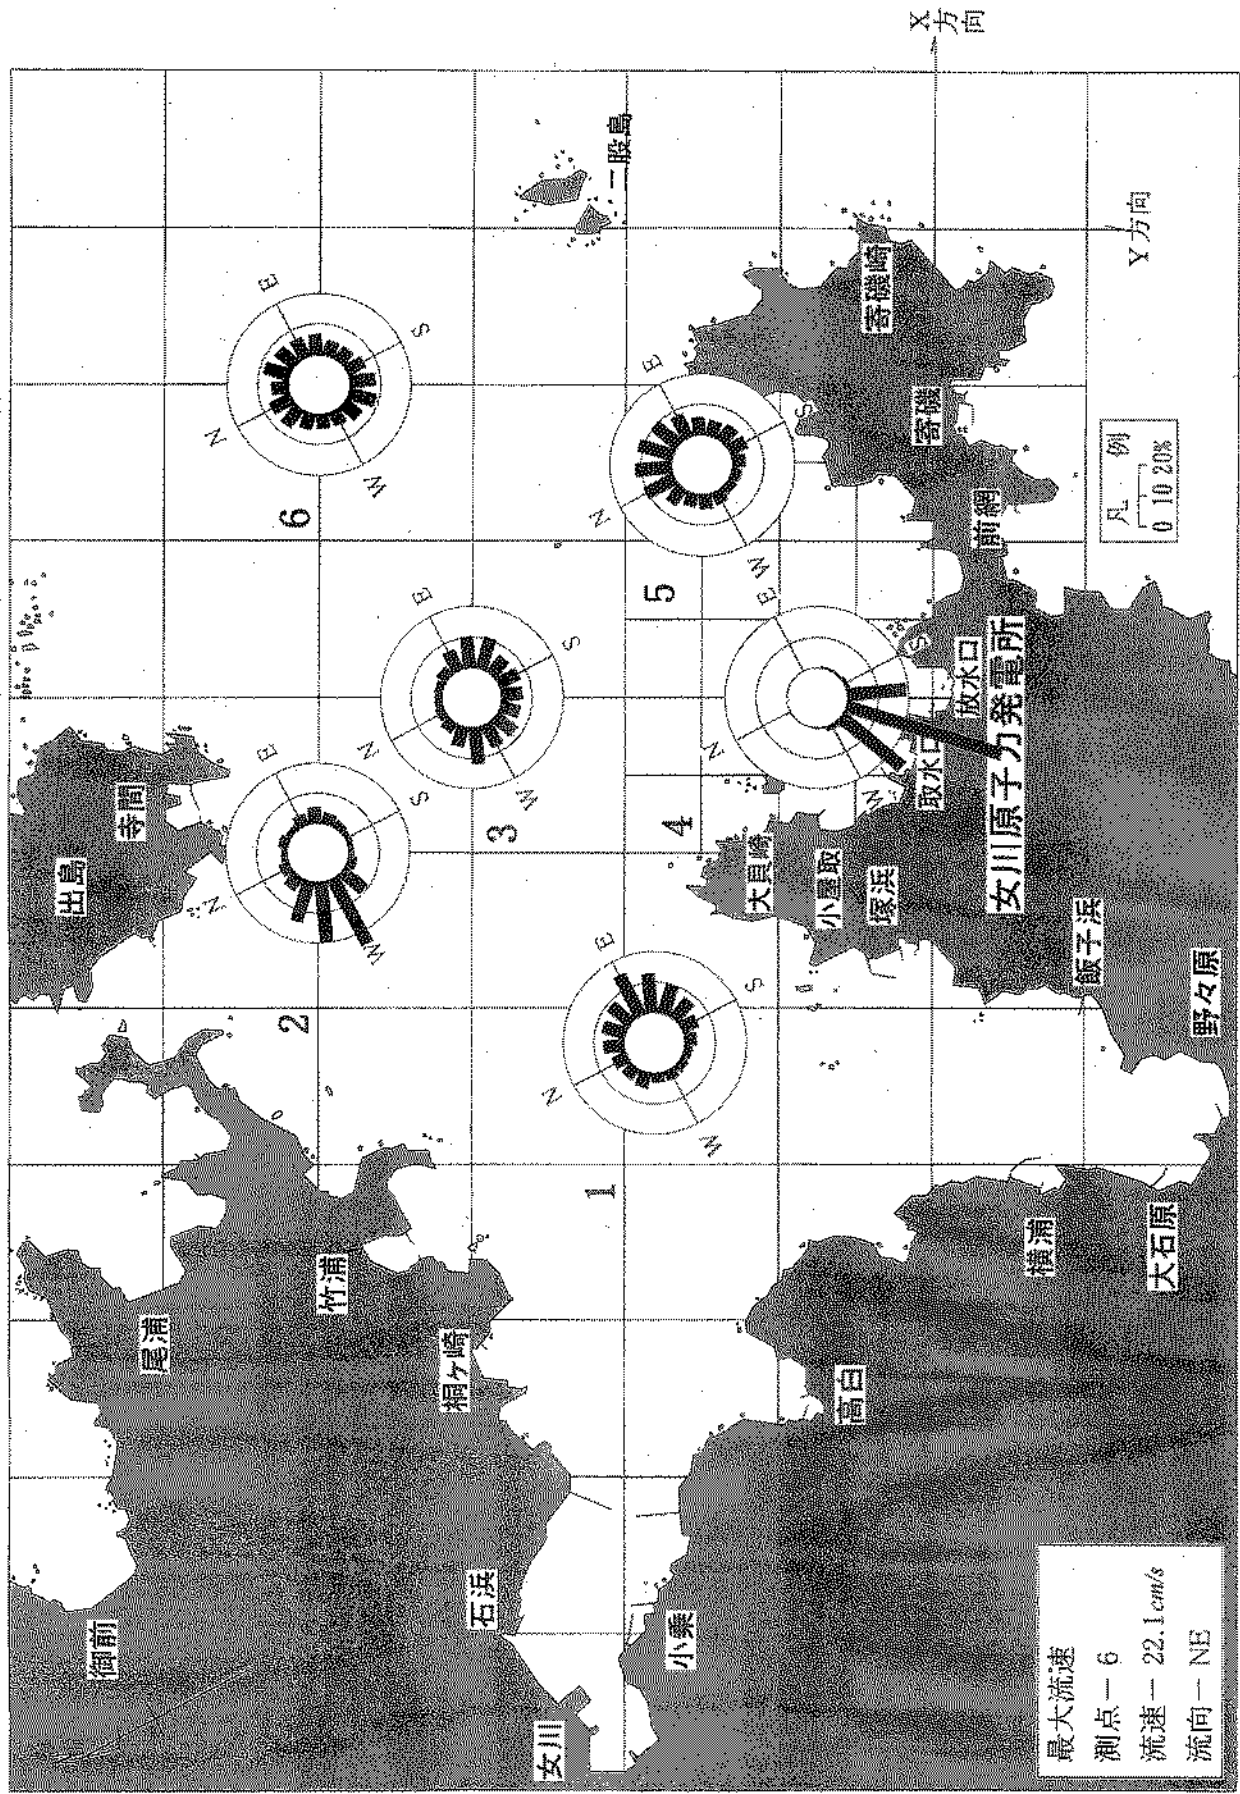 X方向
Y方向
二股島
寄磯崎
寄磯
前網
凡 例
0 10 20%
放水口
取水口
女川原子力発電所
出島
寺間
大貝崎
小屋取
塚浜
飯子浜
野々原
尾浦
竹浦
桐ヶ崎
石浜
御前
女川
小乗
高白
横浦
大石原
1
N
E
S
W
2
N
E
S
W
3
N
E
S
W
4
N
E
S
W
5
N
E
S
W
6
N
E
S
W
最大流速
測点－6
流速－22.1cm/s
流向－NE